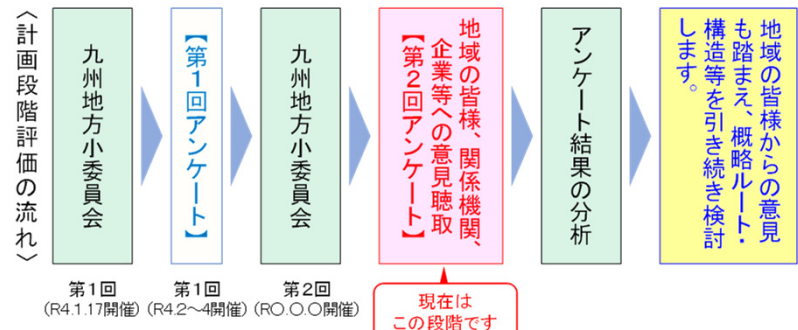 〈計画段階評価の流れ〉
九州地方小委員会
【第１回アンケート】
九州地方小委員会
地域の皆様、関係機関、
企業等への意見聴取
【第２回アンケート】
アンケート結果の分析
地域の皆様からの意見
も踏まえ、概略ルート・
構造等を引き続き検討
します。
第１回
(R4.1.17開催)
第１回
(R4.2～4開催)
第２回
(RO.O.O開催)
現在は
この段階です